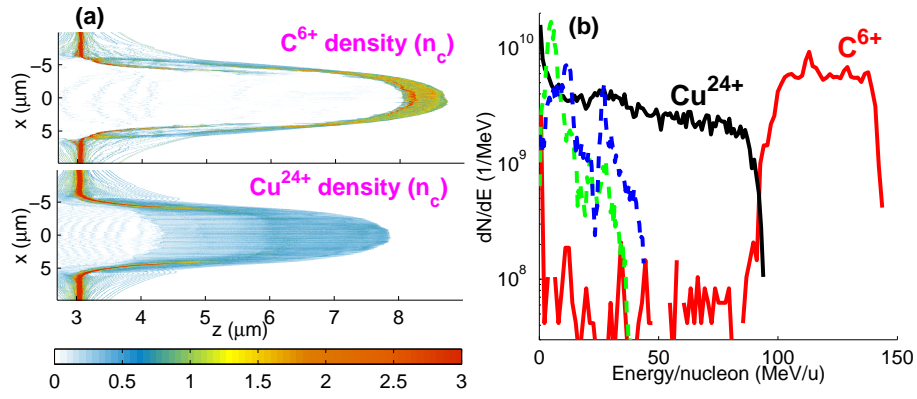 (a)
C6+ density (nc)
x (μm)
-5
0
5
Cu24+ density (nc)
x (μm)
-5
0
5
3 4 5 6 7 8
z (μm)
0 0.5 1 1.5 2 2.5 3
(b)
C6+
Cu24+
dN/dE (1/MeV)
10^10
10^9
10^8
0 50 100 150
Energy/nucleon (MeV/u)